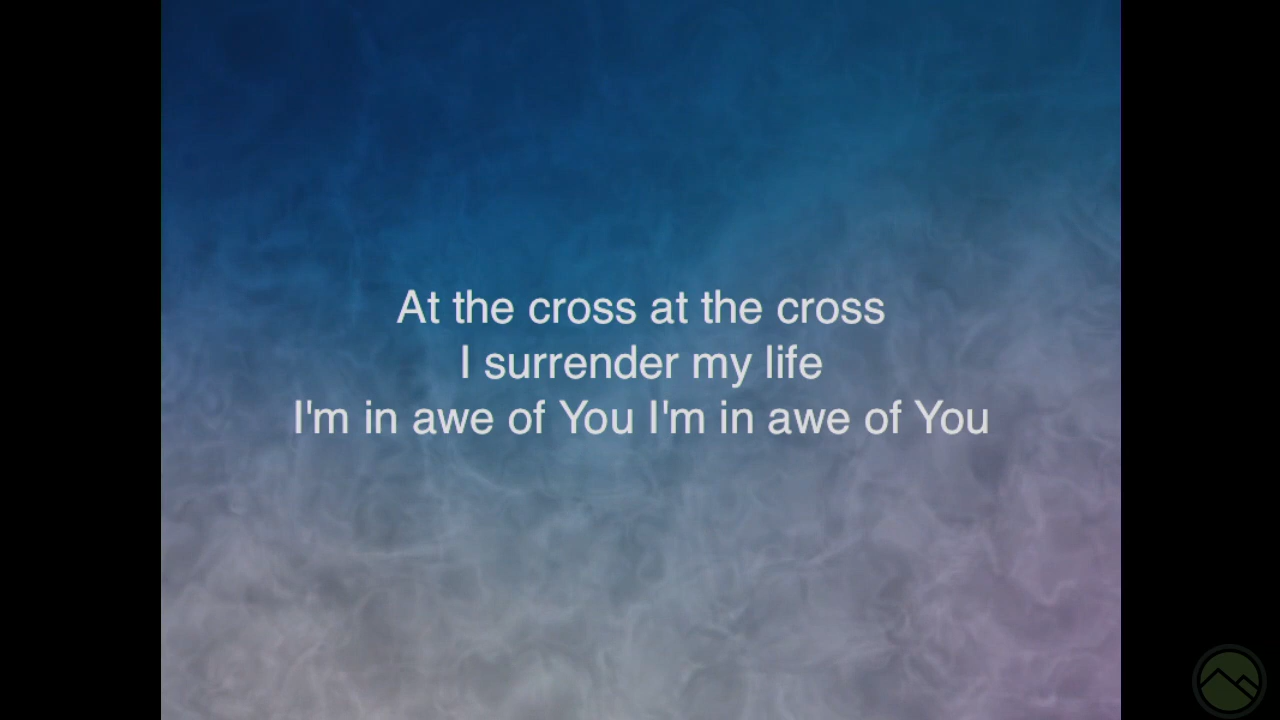 At the cross at the cross
I surrender my life
I'm in awe of You I'm in awe of You